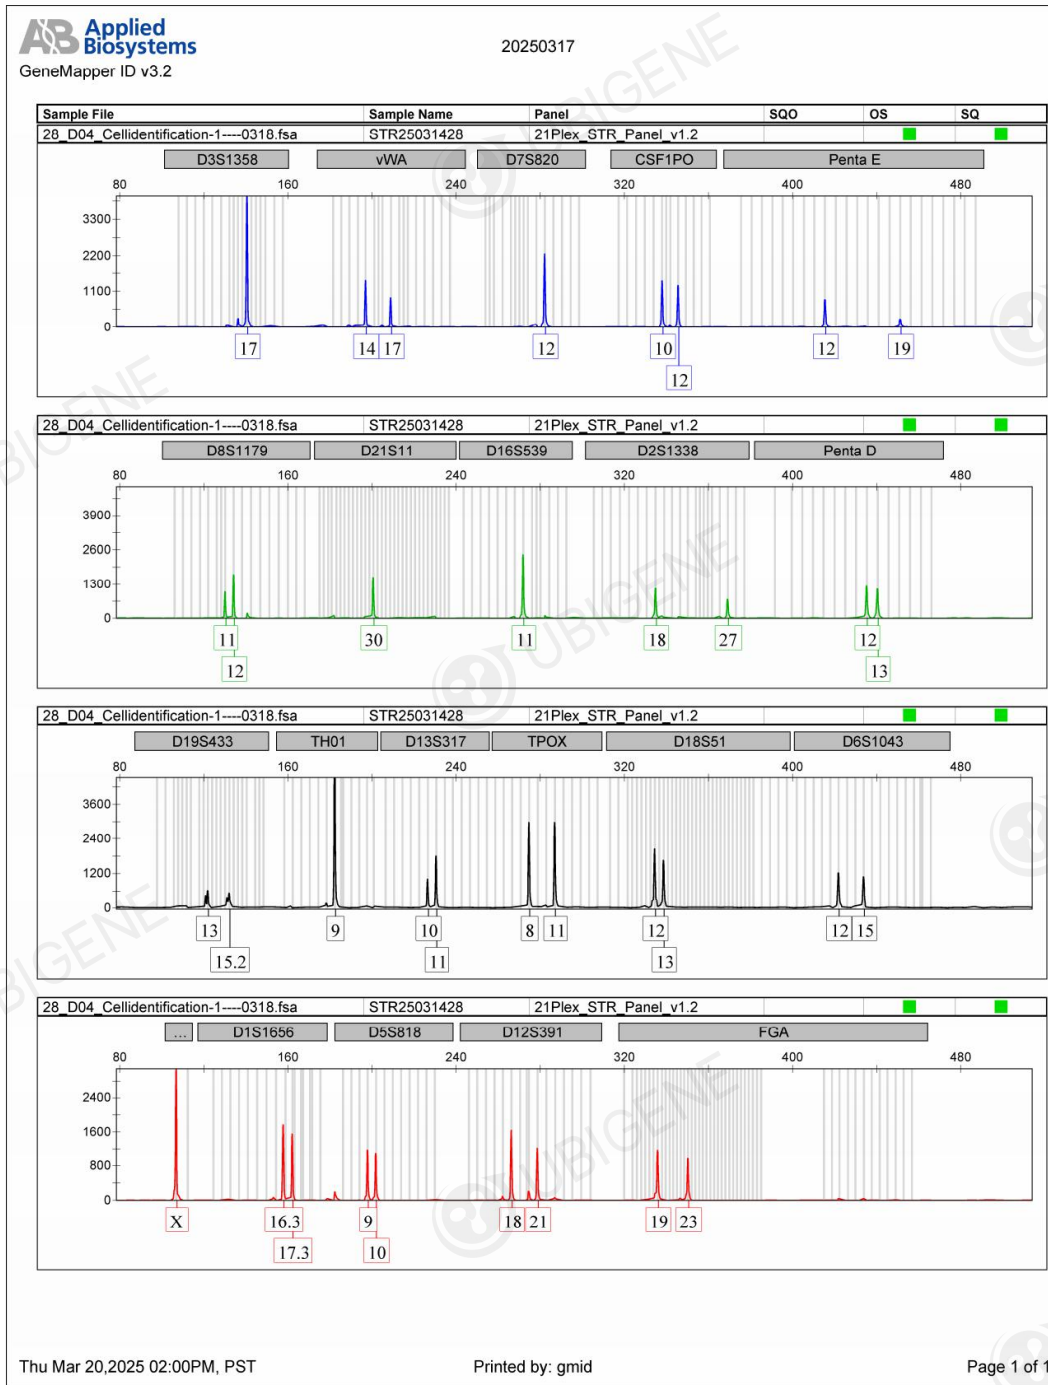 AB Applied
Biosystems
GeneMapper ID v3.2
20250317
Sample File Sample Name Panel SQO OS SQ
28_D04_Cellidentification-1----0318.fsa STR25031428 21Plex_STR_Panel_v1.2
D3S1358 vWA D7S820 CSF1PO Penta E
80 160 240 320 400 480
3300
2200
1100
0
17 14 17 12 10 12 19
12
28_D04_Cellidentification-1----0318.fsa STR25031428 21Plex_STR_Panel_v1.2
D8S1179 D21S11 D16S539 D2S1338 Penta D
80 160 240 320 400 480
3900
2600
1300
0
11 30 11 18 27 12
12 13
28_D04_Cellidentification-1----0318.fsa STR25031428 21Plex_STR_Panel_v1.2
D19S433 TH01 D13S317 TPOX D18S51 D6S1043
80 160 240 320 400 480
3600
2400
1200
0
13 9 10 8 11 12 12 15
15.2 11 13
28_D04_Cellidentification-1----0318.fsa STR25031428 21Plex_STR_Panel_v1.2
... D1S1656 D5S818 D12S391 FGA
80 160 240 320 400 480
2400
1600
800
0
X 16.3 9 18 21 19 23
17.3 10
Thu Mar 20,2025 02:00PM, PST Printed by: gmid Page 1 of 1
UBIGENE
UBIGENE
UBIGENE
UBIGENE
UBIGENE